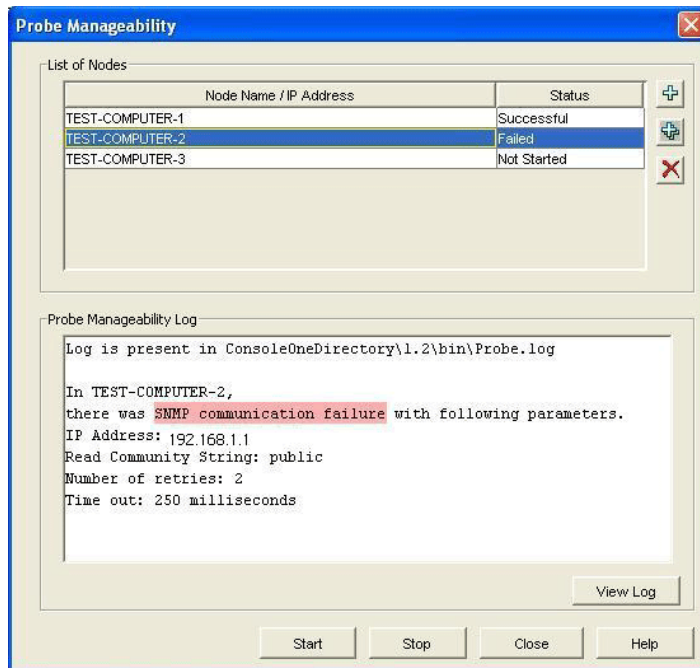 Probe Manageability
List of Nodes
Node Name / IP Address Status
TEST-COMPUTER-1 Successful
TEST-COMPUTER-2 Failed
TEST-COMPUTER-3 Not Started
Probe Manageability Log
Log is present in ConsoleOneDirectory\1.2\bin\Probe.log
In TEST-COMPUTER-2,
there was SNMP communication failure with following parameters.
IP Address: 192.168.1.1
Read Community String: public
Number of retries: 2
Time out: 250 milliseconds
View Log
Start Stop Close Help